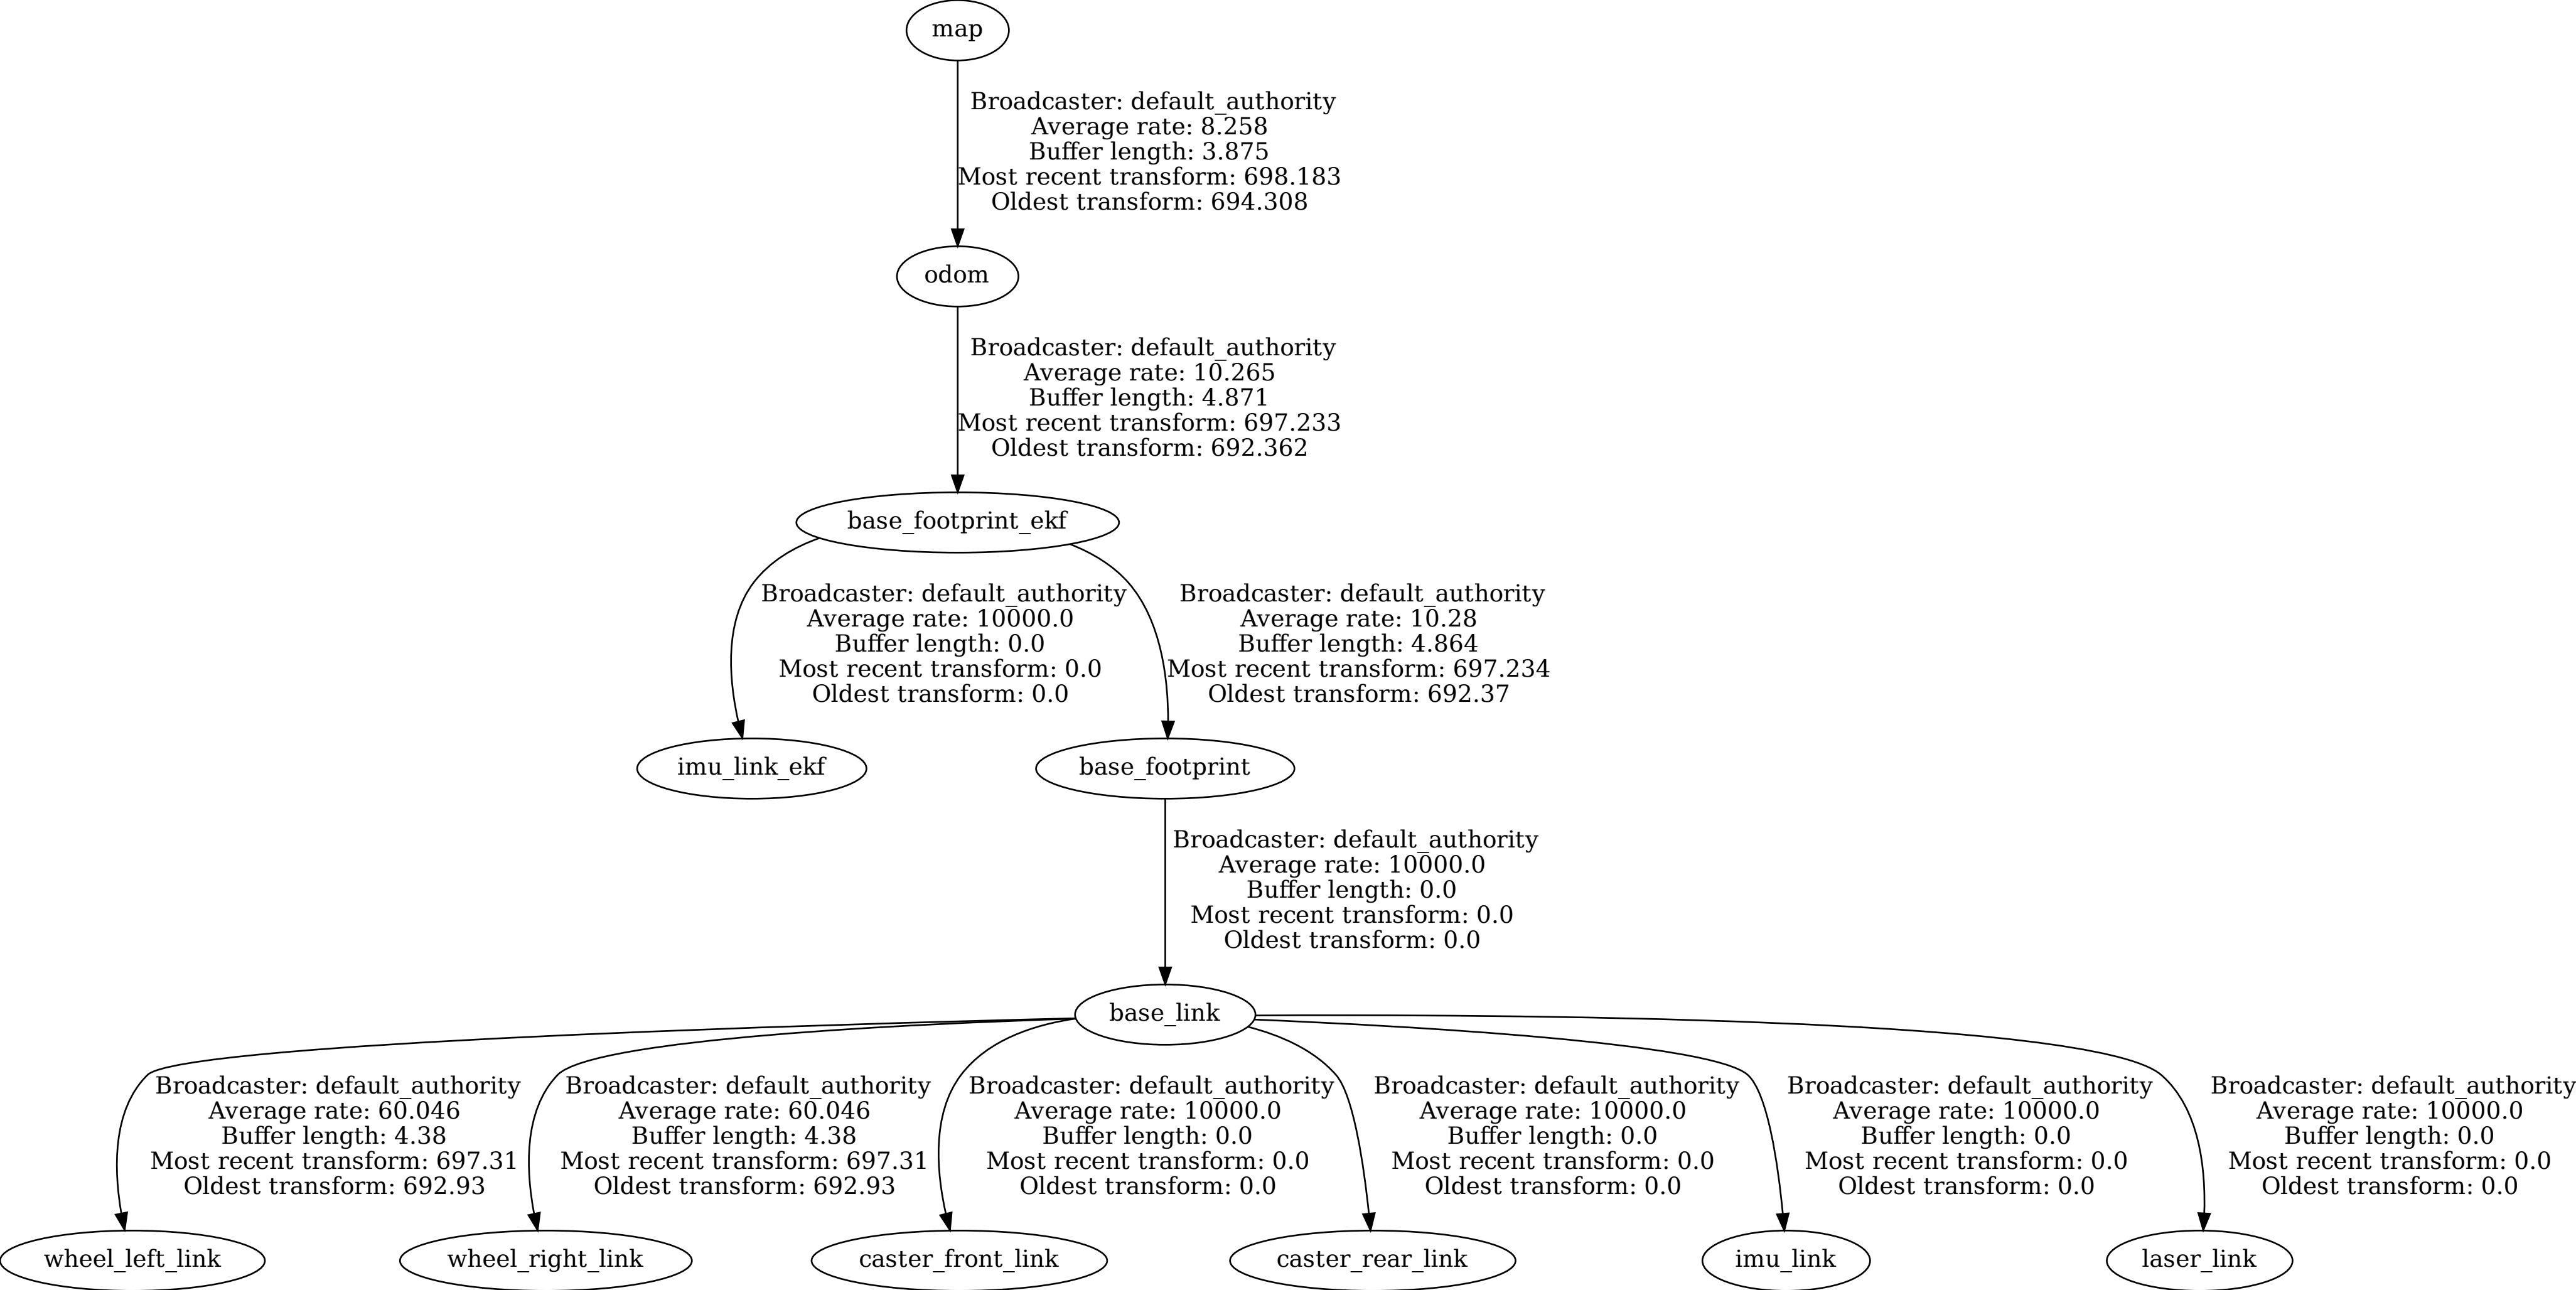 map
Broadcaster: default_authority
Average rate: 8.258
Buffer length: 3.875
Most recent transform: 698.183
Oldest transform: 694.308
odom
Broadcaster: default_authority
Average rate: 10.265
Buffer length: 4.871
Most recent transform: 697.233
Oldest transform: 692.362
base_footprint_ekf
Broadcaster: default_authority
Average rate: 10000.0
Buffer length: 0.0
Most recent transform: 0.0
Oldest transform: 0.0
Broadcaster: default_authority
Average rate: 10.28
Buffer length: 4.864
Most recent transform: 697.234
Oldest transform: 692.37
imu_link_ekf
base_footprint
Broadcaster: default_authority
Average rate: 10000.0
Buffer length: 0.0
Most recent transform: 0.0
Oldest transform: 0.0
base_link
Broadcaster: default_authority
Average rate: 60.046
Buffer length: 4.38
Most recent transform: 697.31
Oldest transform: 692.93
Broadcaster: default_authority
Average rate: 60.046
Buffer length: 4.38
Most recent transform: 697.31
Oldest transform: 692.93
Broadcaster: default_authority
Average rate: 10000.0
Buffer length: 0.0
Most recent transform: 0.0
Oldest transform: 0.0
Broadcaster: default_authority
Average rate: 10000.0
Buffer length: 0.0
Most recent transform: 0.0
Oldest transform: 0.0
Broadcaster: default_authority
Average rate: 10000.0
Buffer length: 0.0
Most recent transform: 0.0
Oldest transform: 0.0
Broadcaster: default_authority
Average rate: 10000.0
Buffer length: 0.0
Most recent transform: 0.0
Oldest transform: 0.0
wheel_left_link
wheel_right_link
caster_front_link
caster_rear_link
imu_link
laser_link